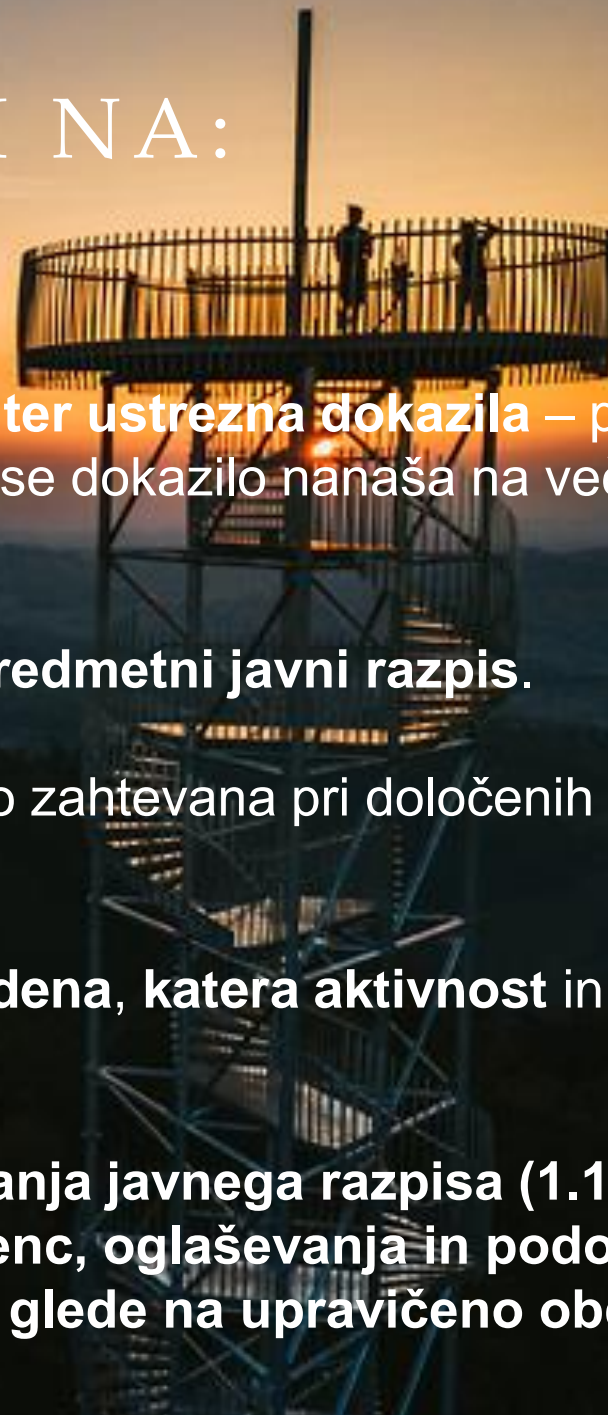 NA:
ter ustrezna dokazila –
se dokazilo nanaša na
redmetni javni razpis.
zahtevana pri določenih
dena, katera aktivnost in
anja javnega razpisa (1.1
enc, oglaševanja in podo
glede na upravičeno ob